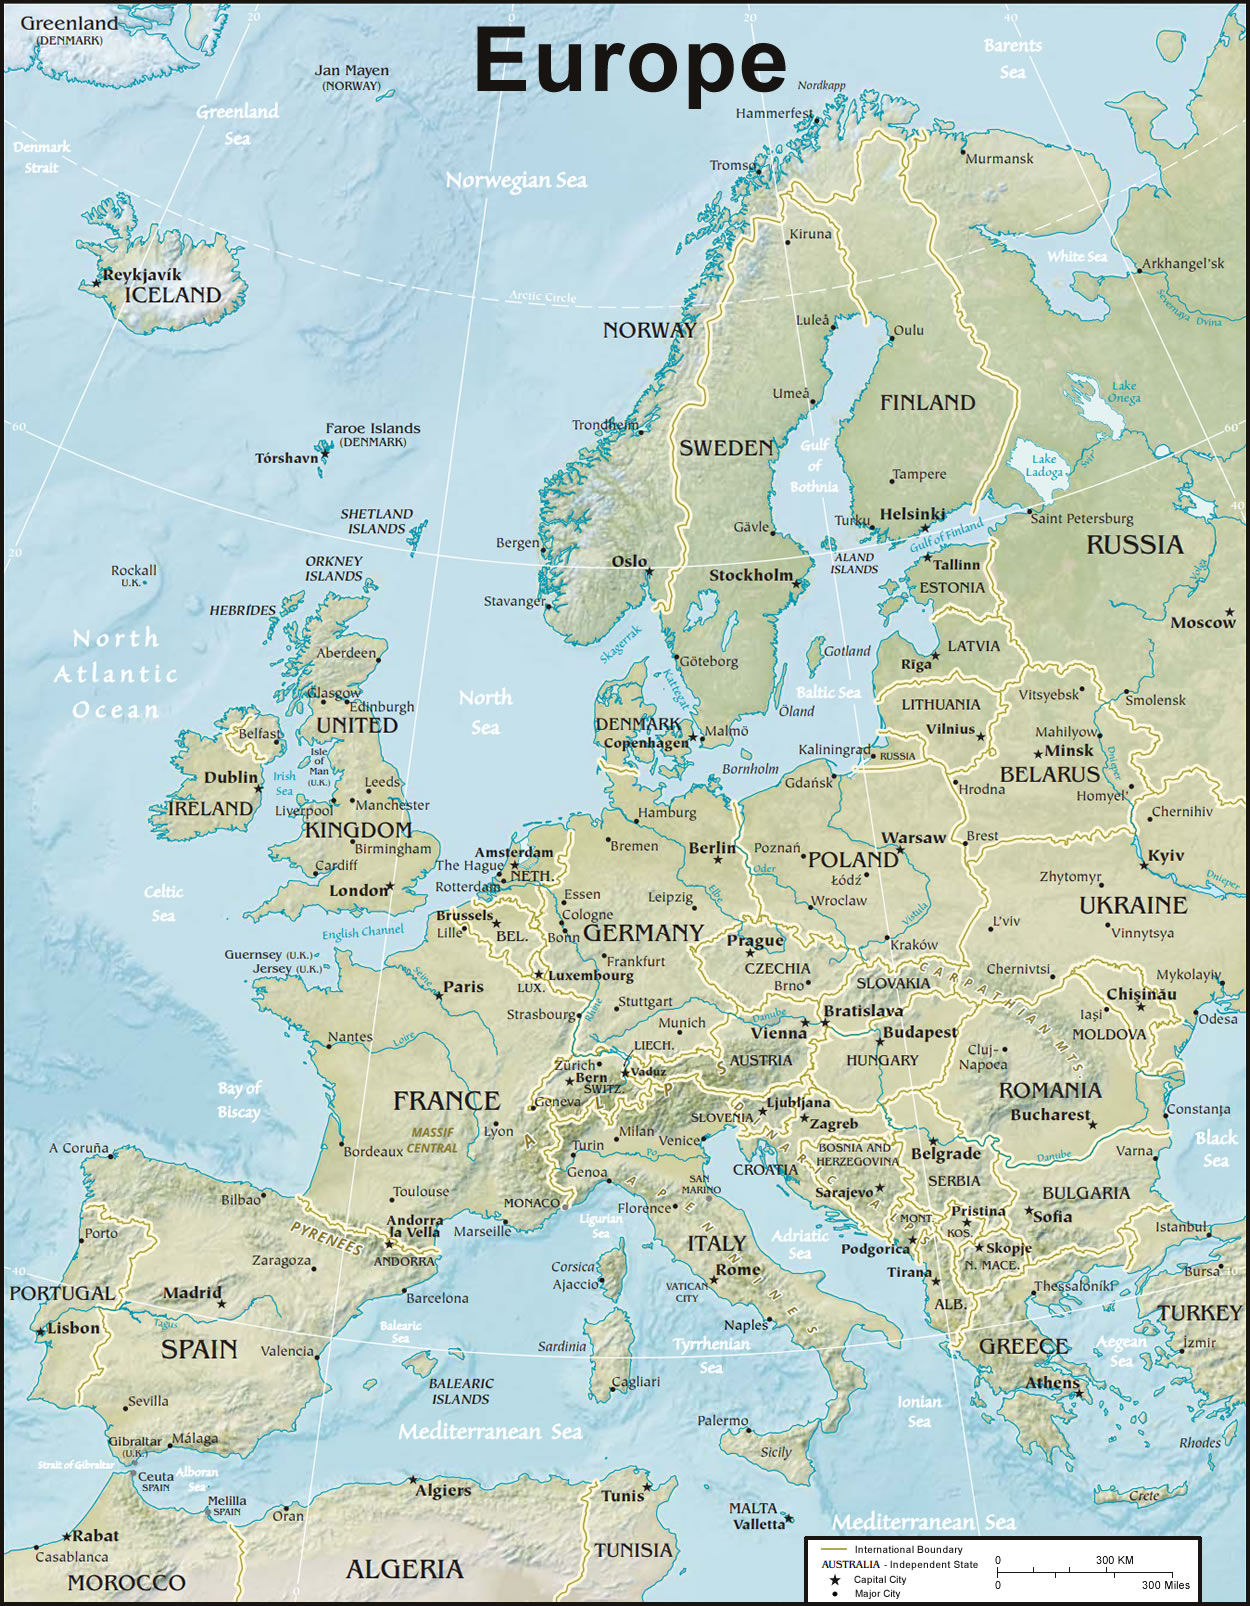 Europe
Greenland
(DENMARK)
Jan Mayen
(NORWAY)
Barents
Sea
Nordkapp
Hammerfest
Greenland
Sea
Denmark
Strait
Norwegian Sea
Tromsø
Murmansk
Kiruna
White Sea
Arkhangel'sk
Severnaya Dvina
Reykjavík
ICELAND
Arctic Circle
NORWAY
Luleå
Oulu
Umeå
FINLAND
Lake
Onega
Faroe Islands
(DENMARK)
Tórshavn
Trondheim
SWEDEN
Gulf
of
Bothnia
Lake
Ladoga
Svir'
Tampere
SHETLAND
ISLANDS
Gävle
Turku
Helsinki
Gulf of Finland
Saint Petersburg
RUSSIA
Bergen
Oslo
Stockholm
ALAND
ISLANDS
Tallinn
ESTONIA
Volga
Rockall
U.K.
ORKNEY
ISLANDS
HEBRIDES
Stavanger
Moscow
North
Atlantic
Ocean
Aberdeen
Skagerrak
Göteborg
Gotland
LATVIA
Rīga
Glasgow
Edinburgh
North
Sea
Kattegat
Baltic Sea
Öland
LITHUANIA
Vilnius
Vitsyebsk
Smolensk
UNITED
KINGDOM
Belfast
DENMARK
Copenhagen
Malmö
Kaliningrad
RUSSIA
Mahilyow
Minsk
BELARUS
Dnieper
Isle
of
Man
(U.K.)
Dublin
IRELAND
Irish
Sea
Leeds
Liverpool
Manchester
Bornholm
Gdańsk
Hrodna
Homyel'
Chernihiv
Hamburg
Birmingham
Bremen
Berlin
Poznań
POLAND
Warsaw
Brest
Kyiv
Amsterdam
The Hague
NETH.
Rotterdam
Cardiff
London
Oder
Łódź
Zhytomyr
Dnieper
Celtic
Sea
Essen
Leipzig
Elbe
Wroclaw
Vistula
UKRAINE
Brussels
Lille
BEL.
Cologne
Bonn
GERMANY
English Channel
Guernsey (U.K.)
Jersey (U.K.)
Prague
CZECHIA
Brno
Kraków
L'viv
Vinnytsya
Frankfurt
Luxembourg
LUX.
Seine
Paris
SLOVAKIA
CARPATHIAN MTS.
Chernivtsi
Mykolayiv
Chișinău
Odesa
Strasbourg
Rhine
Stuttgart
Munich
Danube
Vienna
Bratislava
Budapest
Iași
MOLDOVA
Nantes
Loire
LIECH.
AUSTRIA
HUNGARY
Cluj-
Napoca
Zürich
Bern
SWITZ.
Vaduz
Geneva
ALPS
ROMANIA
Bucharest
Constanța
Bay of
Biscay
FRANCE
MASSIF
CENTRAL
Lyon
SLOVENIA
Ljubljana
Zagreb
Milan
Turin
Venice
Po
A Coruña
Bordeaux
CROATIA
BOSNIA AND
HERZEGOVINA
Belgrade
Danube
Varna
Black
Sea
Genoa
DINARIC ALPS
SERBIA
BULGARIA
Sarajevo
Bilbao
Toulouse
MONACO
SAN
MARINO
Porto
PYRENEES
Andorra
la Vella
ANDORRA
Marseille
Ligurian
Sea
Florence
APENNINES
MONT.
Pristina
KOS.
Sofia
Istanbul
Adriatic
Sea
ITALY
Podgorica
Skopje
N. MACE.
Zaragoza
Corsica
Ajaccio
VATICAN
CITY
Rome
Tirana
ALB.
Thessaloníki
Bursa
PORTUGAL
Madrid
Barcelona
TURKEY
Lisbon
Tagus
SPAIN
Valencia
Balearic
Sea
Sardinia
Naples
Tyrrhenian
Sea
GREECE
Aegean
Sea
İzmir
BALEARIC
ISLANDS
Cagliari
Athens
Sevilla
Ionian
Sea
Gibraltar
(U.K.)
Málaga
Mediterranean Sea
Palermo
Sicily
Rhodes
Strait of Gibraltar
Ceuta
SPAIN
Alboran
Sea
Melilla
SPAIN
Oran
Algiers
Tunis
MALTA
Valletta
Mediterranean Sea
Crete
Rabat
Casablanca
MOROCCO
ALGERIA
TUNISIA
International Boundary
AUSTRALIA - Independent State
Capital City
Major City
0 300 KM
0 300 Miles
20
0
20
40
60
60
20
40
40
40
0